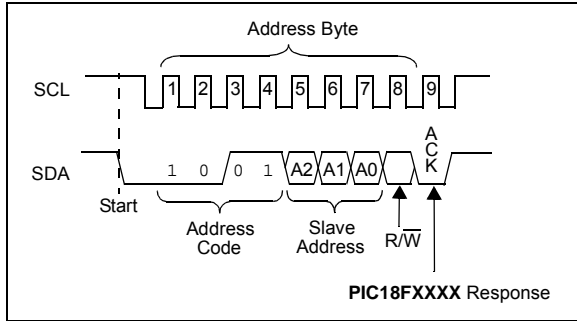 Address Byte
SCL 1 2 3 4 5 6 7 8 9
ACK
SDA 1 0 0 1 A2 A1 A0
Start
Address Code
Slave Address
R/W̅
PIC18FXXXX Response